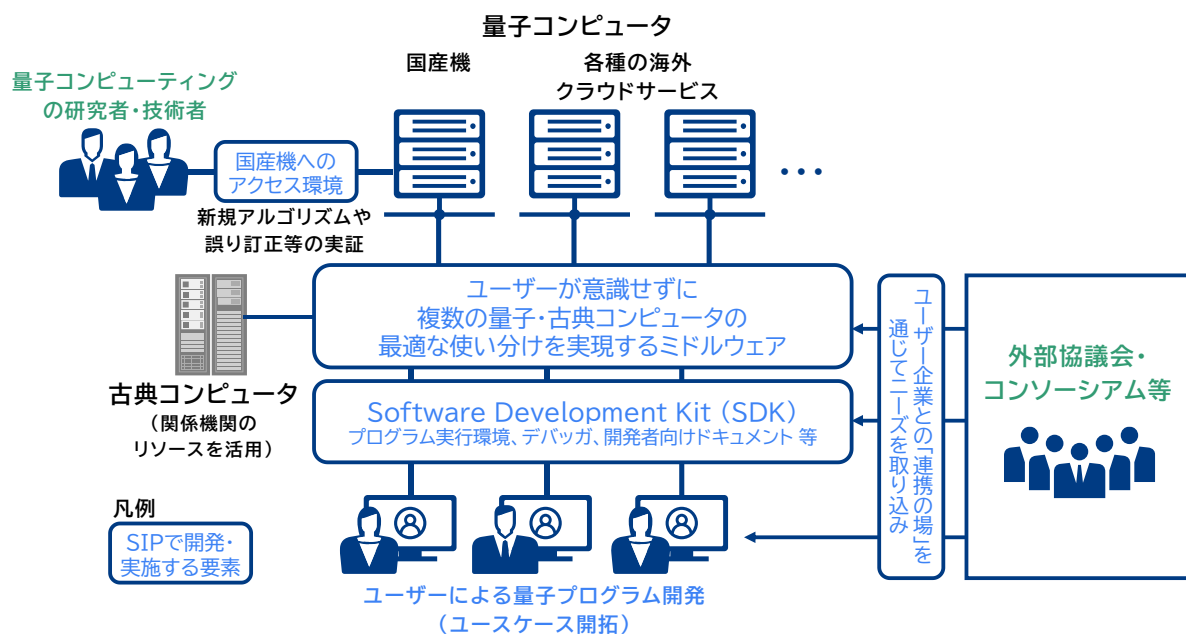 量子コンピュータ
国産機
各種の海外
クラウドサービス
量子コンピューティング
の研究者・技術者
国産機への
アクセス環境
新規アルゴリズムや
誤り訂正等の実証
・・・
ユーザーが意識せずに
複数の量子・古典コンピュータの
最適な使い分けを実現するミドルウェア
古典コンピュータ
（関係機関の
リソースを活用）
Software Development Kit (SDK)
プログラム実行環境、デバッガ、開発者向けドキュメント 等
ユーザー企業との「連携の場」を
通じてニーズを取り込み
外部協議会・
コンソーシアム等
凡例
SIPで開発・
実施する要素
ユーザーによる量子プログラム開発
（ユースケース開拓）